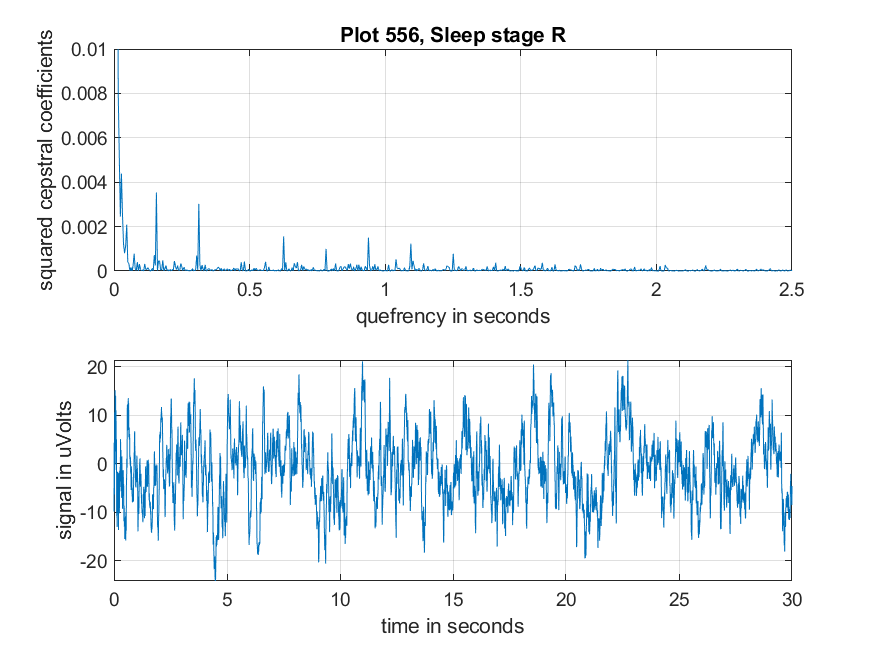 Plot 556, Sleep stage R
squared cepstral coefficients
0.01
0.008
0.006
0.004
0.002
0
0 0.5 1 1.5 2 2.5
quefrency in seconds
signal in uVolts
20
10
0
-10
-20
0 5 10 15 20 25 30
time in seconds